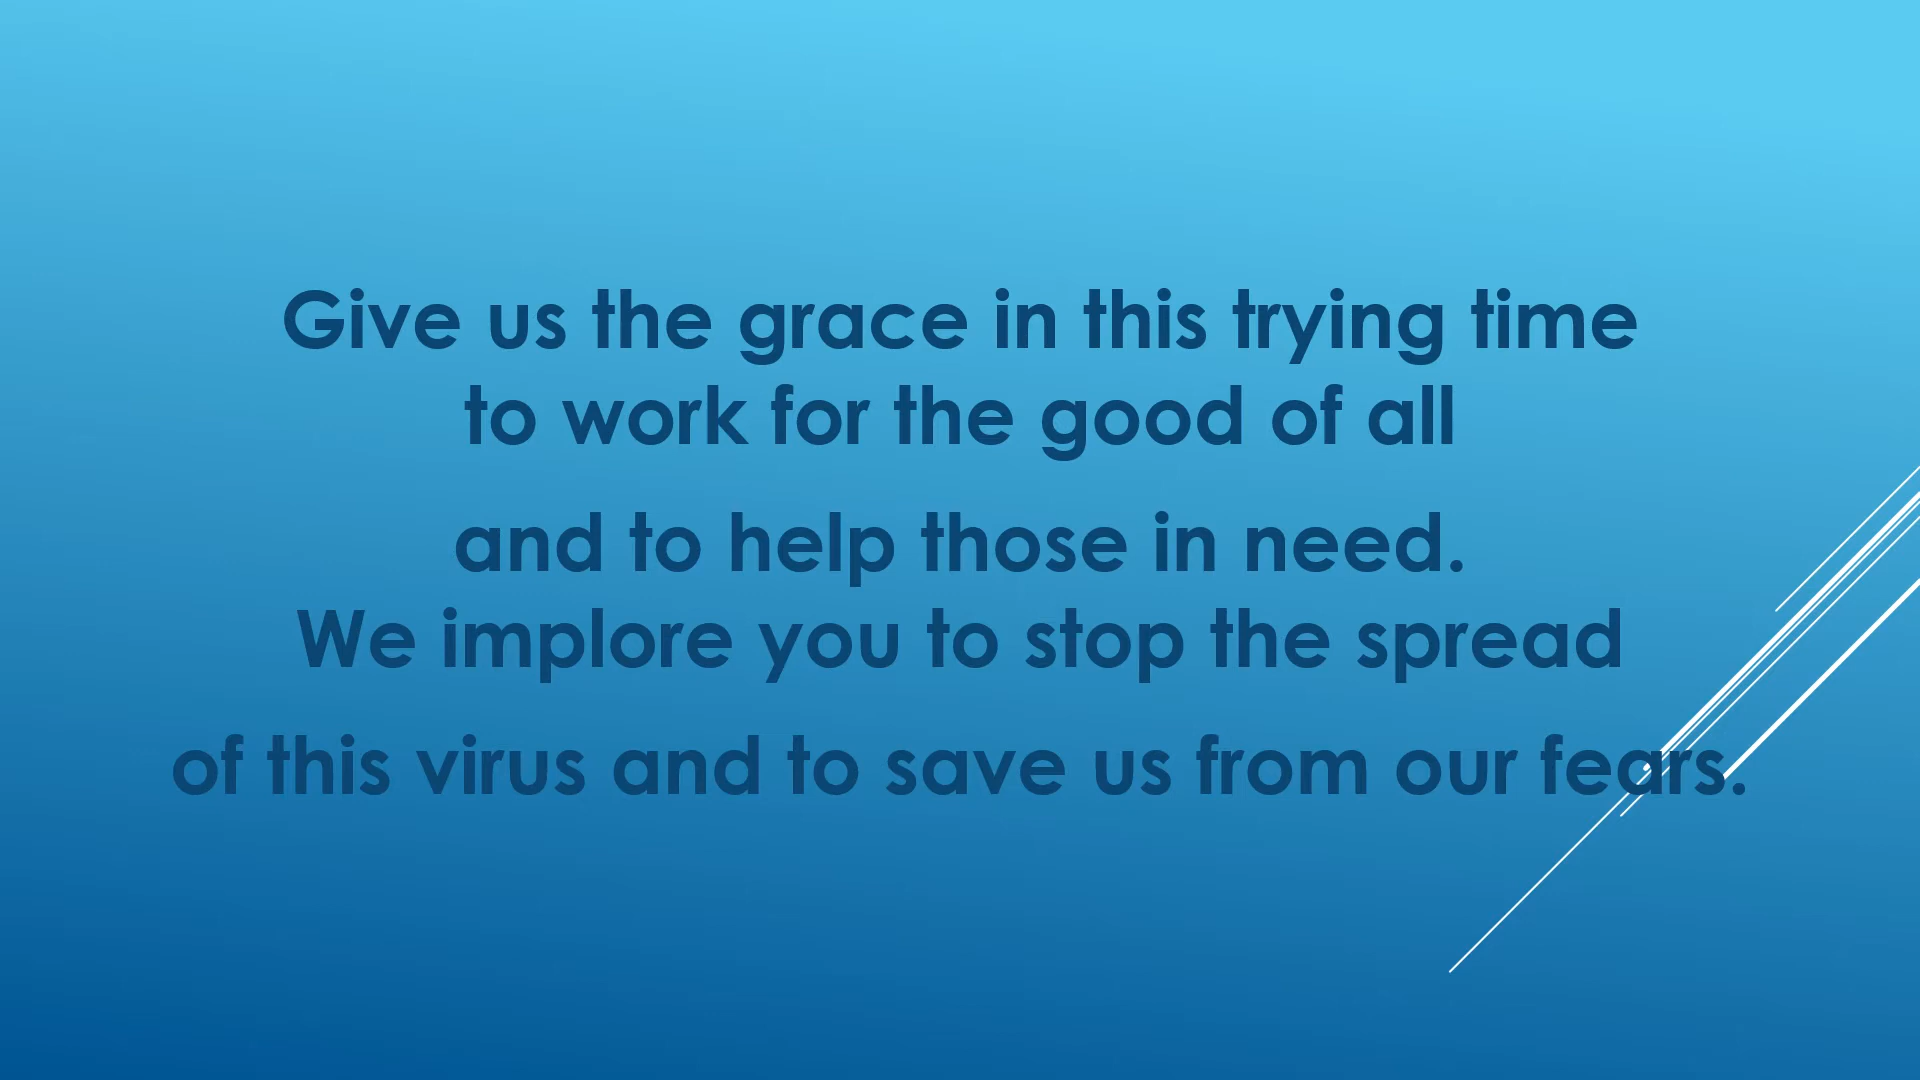 Give us the grace in this trying time
to work for the good of all
and to help those in need.
We implore you to stop the spread
of this virus and to save us from our fears.